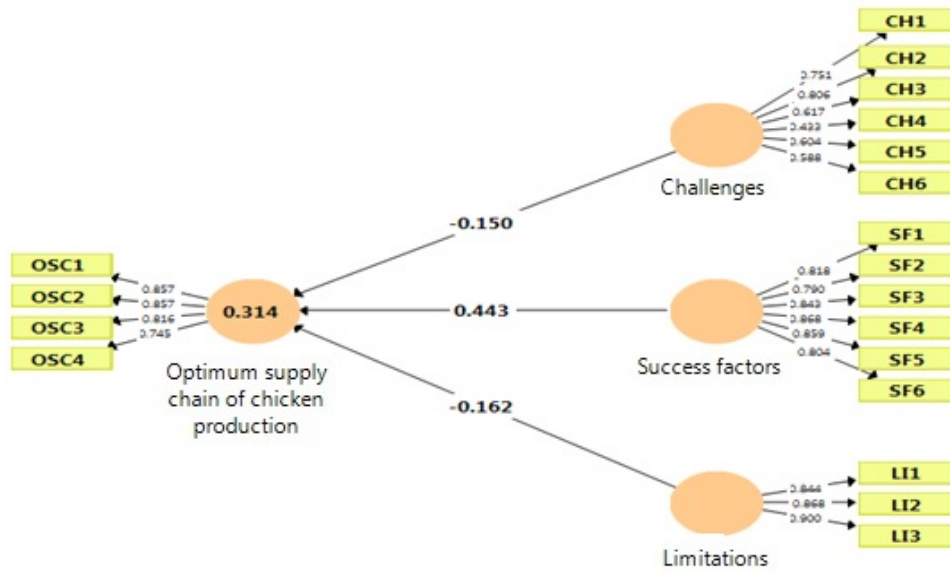 CH1
CH2
CH3
CH4
CH5
CH6
0.751
0.806
0.617
0.433
0.604
0.588
Challenges
-0.150
SF1
SF2
SF3
SF4
SF5
SF6
0.818
0.790
0.843
0.868
0.859
0.804
Success factors
0.443
OSC1
OSC2
OSC3
OSC4
0.857
0.857
0.816
0.745
0.314
Optimum supply
chain of chicken
production
-0.162
LI1
LI2
LI3
0.844
0.868
0.900
Limitations